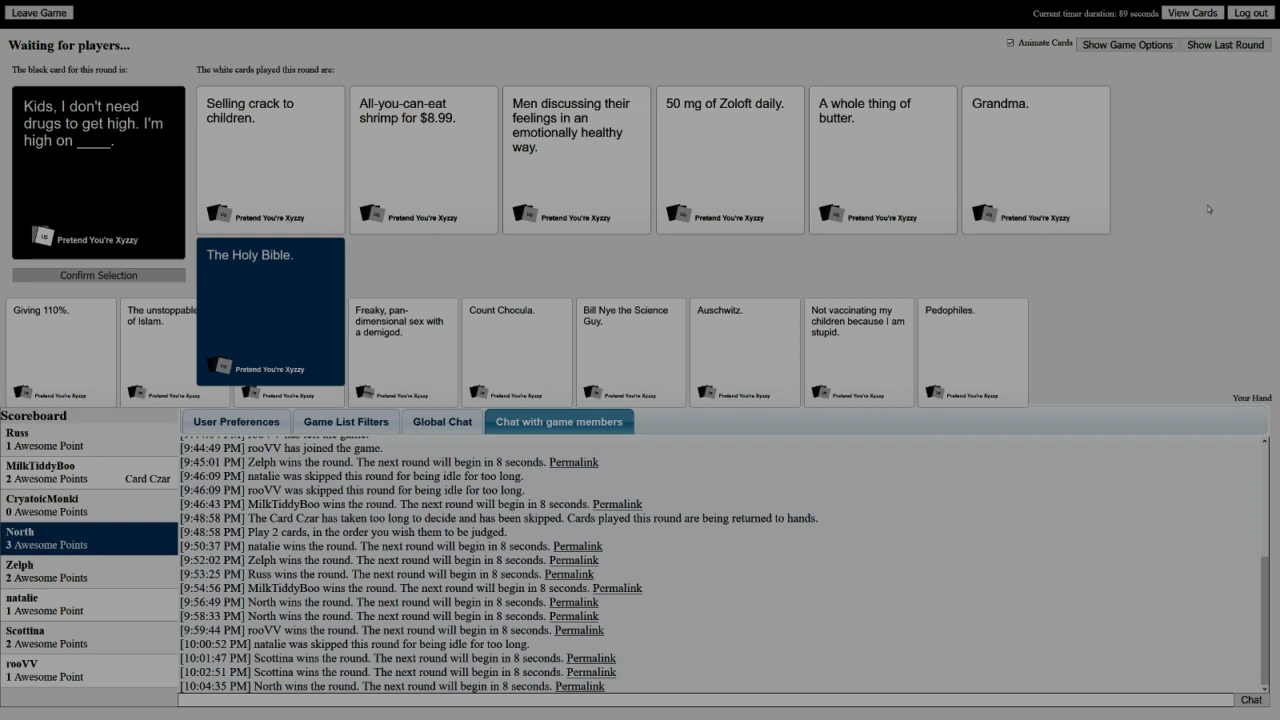 Leave Game
Current timer duration: 89 seconds
View Cards
Log out
Waiting for players...
Animate Cards
Show Game Options
Show Last Round
The black card for this round is:
The white cards played this round are:
Kids, I don't need
drugs to get high. I'm
high on ____.
US
Pretend You're Xyzzy
Confirm Selection
Selling crack to
children.
Pretend You're Xyzzy
All-you-can-eat
shrimp for $8.99.
Pretend You're Xyzzy
Men discussing their
feelings in an
emotionally healthy
way.
Pretend You're Xyzzy
50 mg of Zoloft daily.
Pretend You're Xyzzy
A whole thing of
butter.
Pretend You're Xyzzy
Grandma.
Pretend You're Xyzzy
The Holy Bible.
Pretend You're Xyzzy
Giving 110%.
Pretend You're Xyzzy
The unstoppable
of Islam.
Pretend You're Xyzzy
Pretend You're Xyzzy
Freaky, pan-
dimensional sex with
a demigod.
Pretend You're Xyzzy
Count Chocula.
Pretend You're Xyzzy
Bill Nye the Science
Guy.
Pretend You're Xyzzy
Auschwitz.
Pretend You're Xyzzy
Not vaccinating my
children because I am
stupid.
Pretend You're Xyzzy
Pedophiles.
Pretend You're Xyzzy
Your Hand
Scoreboard
Russ
1 Awesome Point
MilkTiddyBoo
2 Awesome Points
Card Czar
CryatoicMonki
0 Awesome Points
North
3 Awesome Points
Zelph
2 Awesome Points
natalie
1 Awesome Point
Scottina
2 Awesome Points
rooVV
1 Awesome Point
User Preferences
Game List Filters
Global Chat
Chat with game members
[9:44:49 PM] rooVV has joined the game.
[9:45:01 PM] Zelph wins the round. The next round will begin in 8 seconds. Permalink
[9:46:09 PM] natalie was skipped this round for being idle for too long.
[9:46:09 PM] rooVV was skipped this round for being idle for too long.
[9:46:43 PM] MilkTiddyBoo wins the round. The next round will begin in 8 seconds. Permalink
[9:48:58 PM] The Card Czar has taken too long to decide and has been skipped. Cards played this round are being returned to hands.
[9:48:58 PM] Play 2 cards, in the order you wish them to be judged.
[9:50:37 PM] natalie wins the round. The next round will begin in 8 seconds. Permalink
[9:52:02 PM] Zelph wins the round. The next round will begin in 8 seconds. Permalink
[9:53:25 PM] Russ wins the round. The next round will begin in 8 seconds. Permalink
[9:54:56 PM] MilkTiddyBoo wins the round. The next round will begin in 8 seconds. Permalink
[9:56:49 PM] North wins the round. The next round will begin in 8 seconds. Permalink
[9:58:33 PM] North wins the round. The next round will begin in 8 seconds. Permalink
[9:59:44 PM] rooVV wins the round. The next round will begin in 8 seconds. Permalink
[10:00:52 PM] natalie was skipped this round for being idle for too long.
[10:01:47 PM] Scottina wins the round. The next round will begin in 8 seconds. Permalink
[10:02:51 PM] Scottina wins the round. The next round will begin in 8 seconds. Permalink
[10:04:35 PM] North wins the round. The next round will begin in 8 seconds. Permalink
Chat